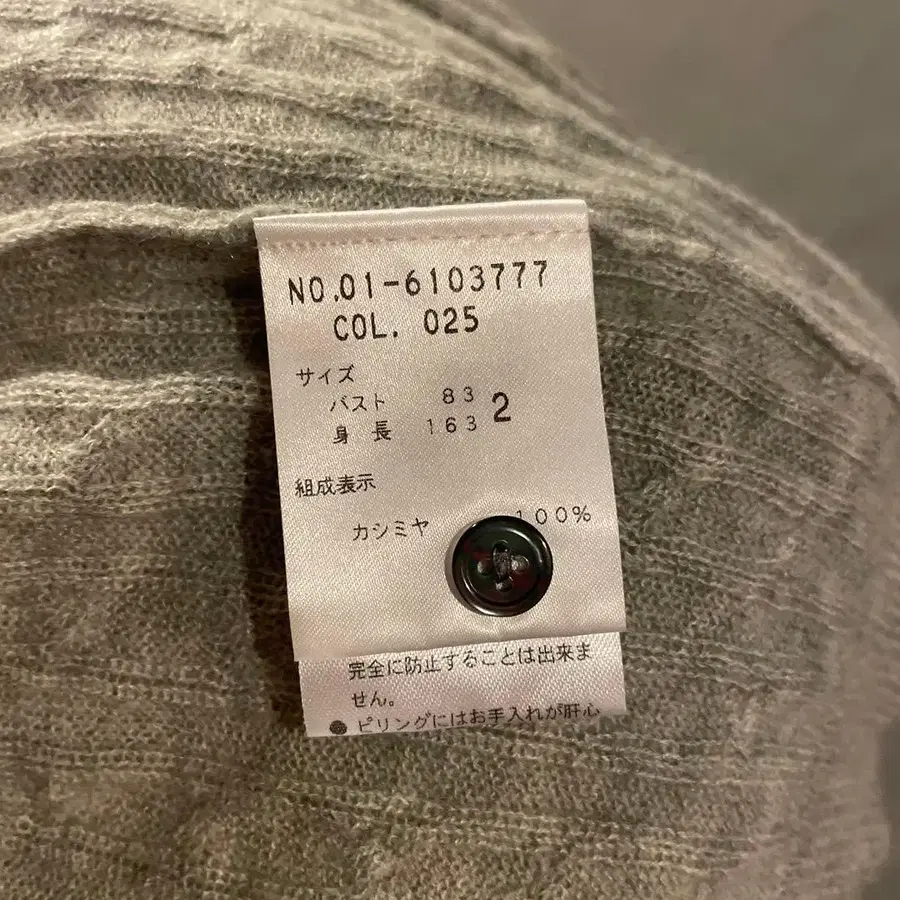 NO.01-6103777
COL. 025
サイズ
バスト 83 2
身長 163
組成表示
カシミヤ 100%
完全に防止することは出来ま
せん。
● ピリングにはお手入れが肝心